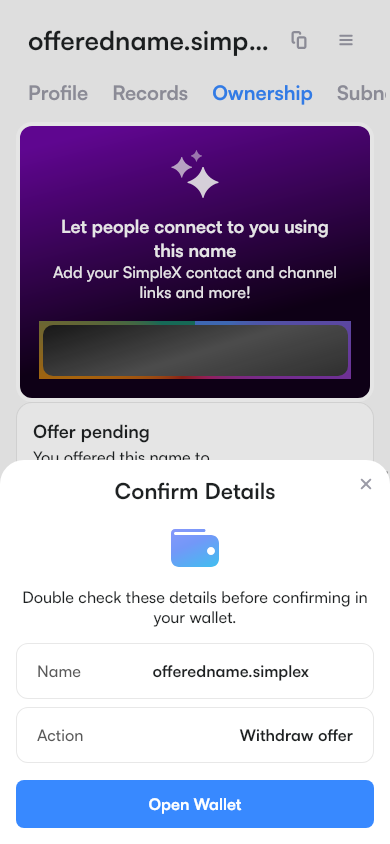 offeredname.simp...
Profile Records Ownership Subn
Let people connect to you using
this name
Add your SimpleX contact and channel
links and more!
Offer pending
You offered this name to
Confirm Details
Double check these details before confirming in
your wallet.
Name offeredname.simplex
Action Withdraw offer
Open Wallet